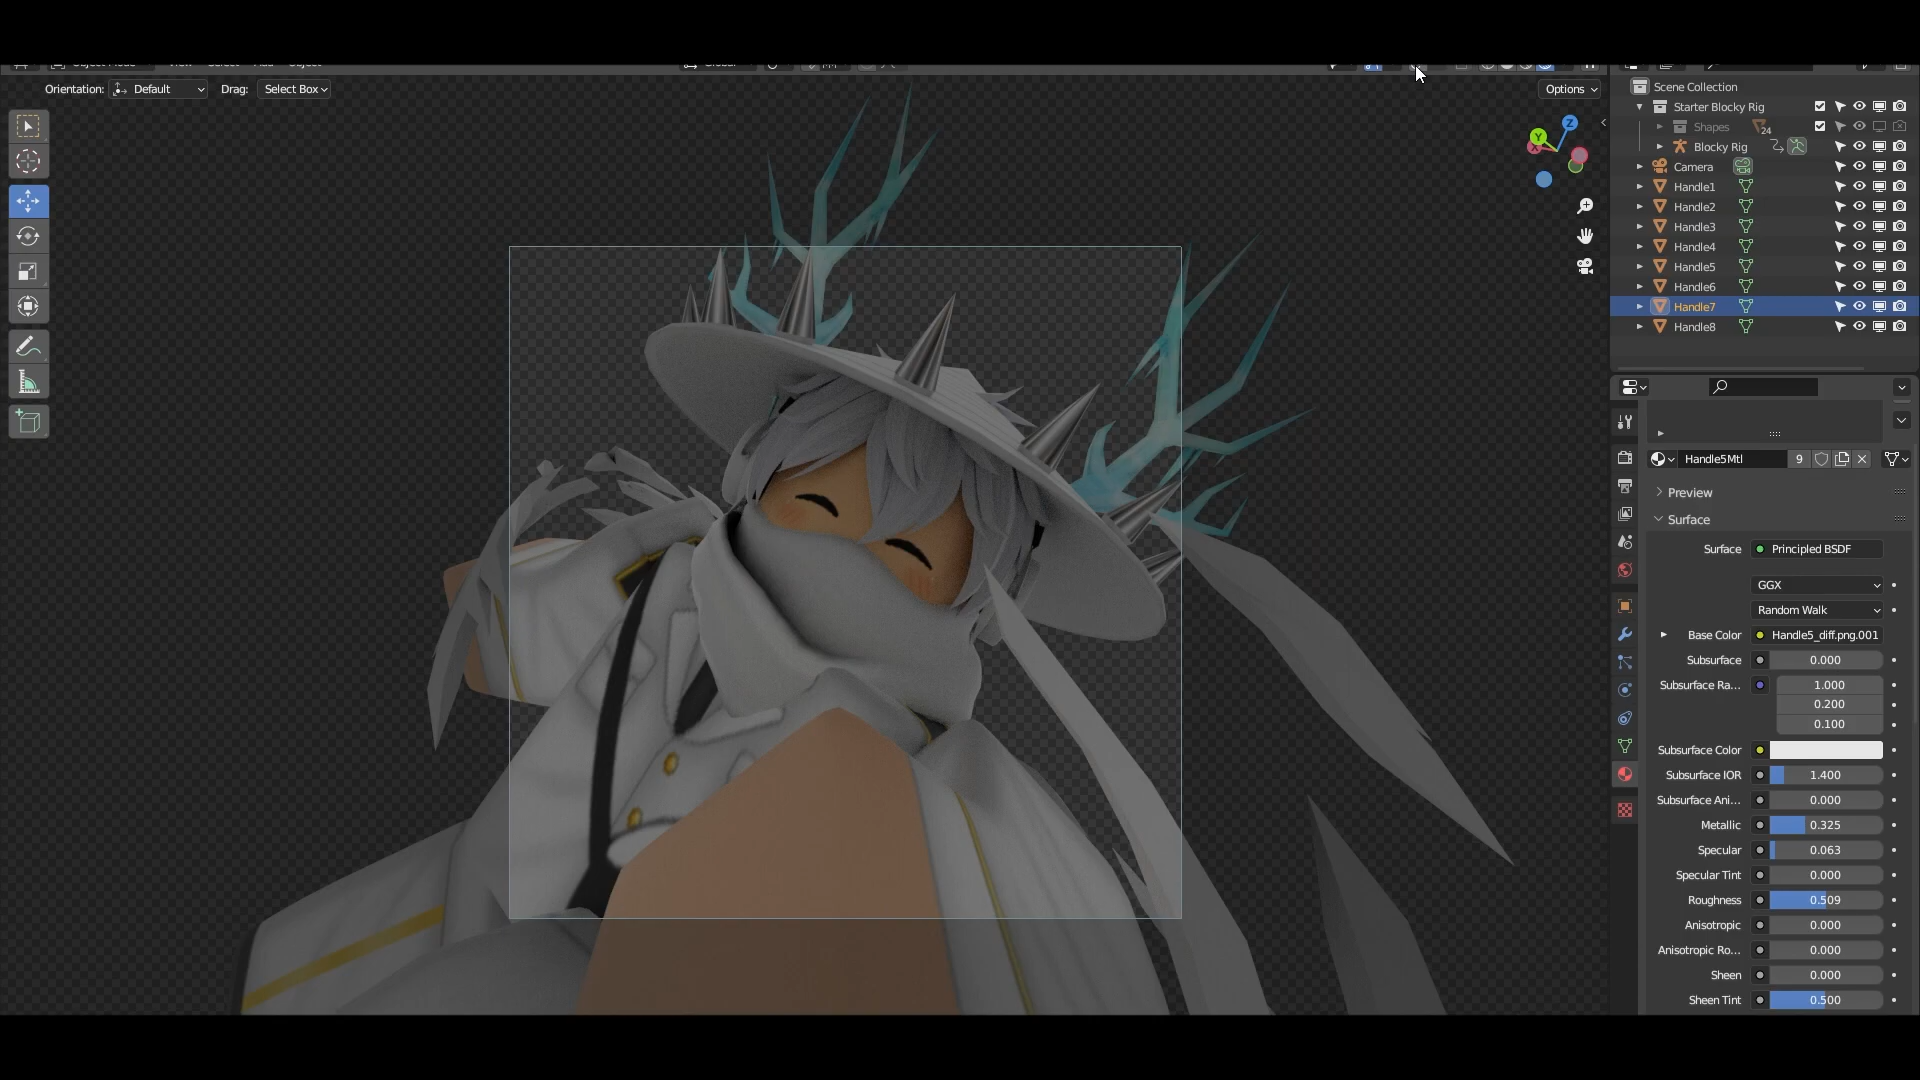 Global
Orientation: Default Drag: Select Box
Options
Z
Y
X
Scene Collection
Starter Blocky Rig
Shapes 24
Blocky Rig
Camera
Handle1
Handle2
Handle3
Handle4
Handle5
Handle6
Handle7
Handle8
Handle5Mtl 9
Preview
Surface
Surface Principled BSDF
GGX
Random Walk
Base Color Handle5_diff.png.001
Subsurface 0.000
Subsurface Ra... 1.000
0.200
0.100
Subsurface Color
Subsurface IOR 1.400
Subsurface Ani... 0.000
Metallic 0.325
Specular 0.063
Specular Tint 0.000
Roughness 0.509
Anisotropic 0.000
Anisotropic Ro... 0.000
Sheen 0.000
Sheen Tint 0.500